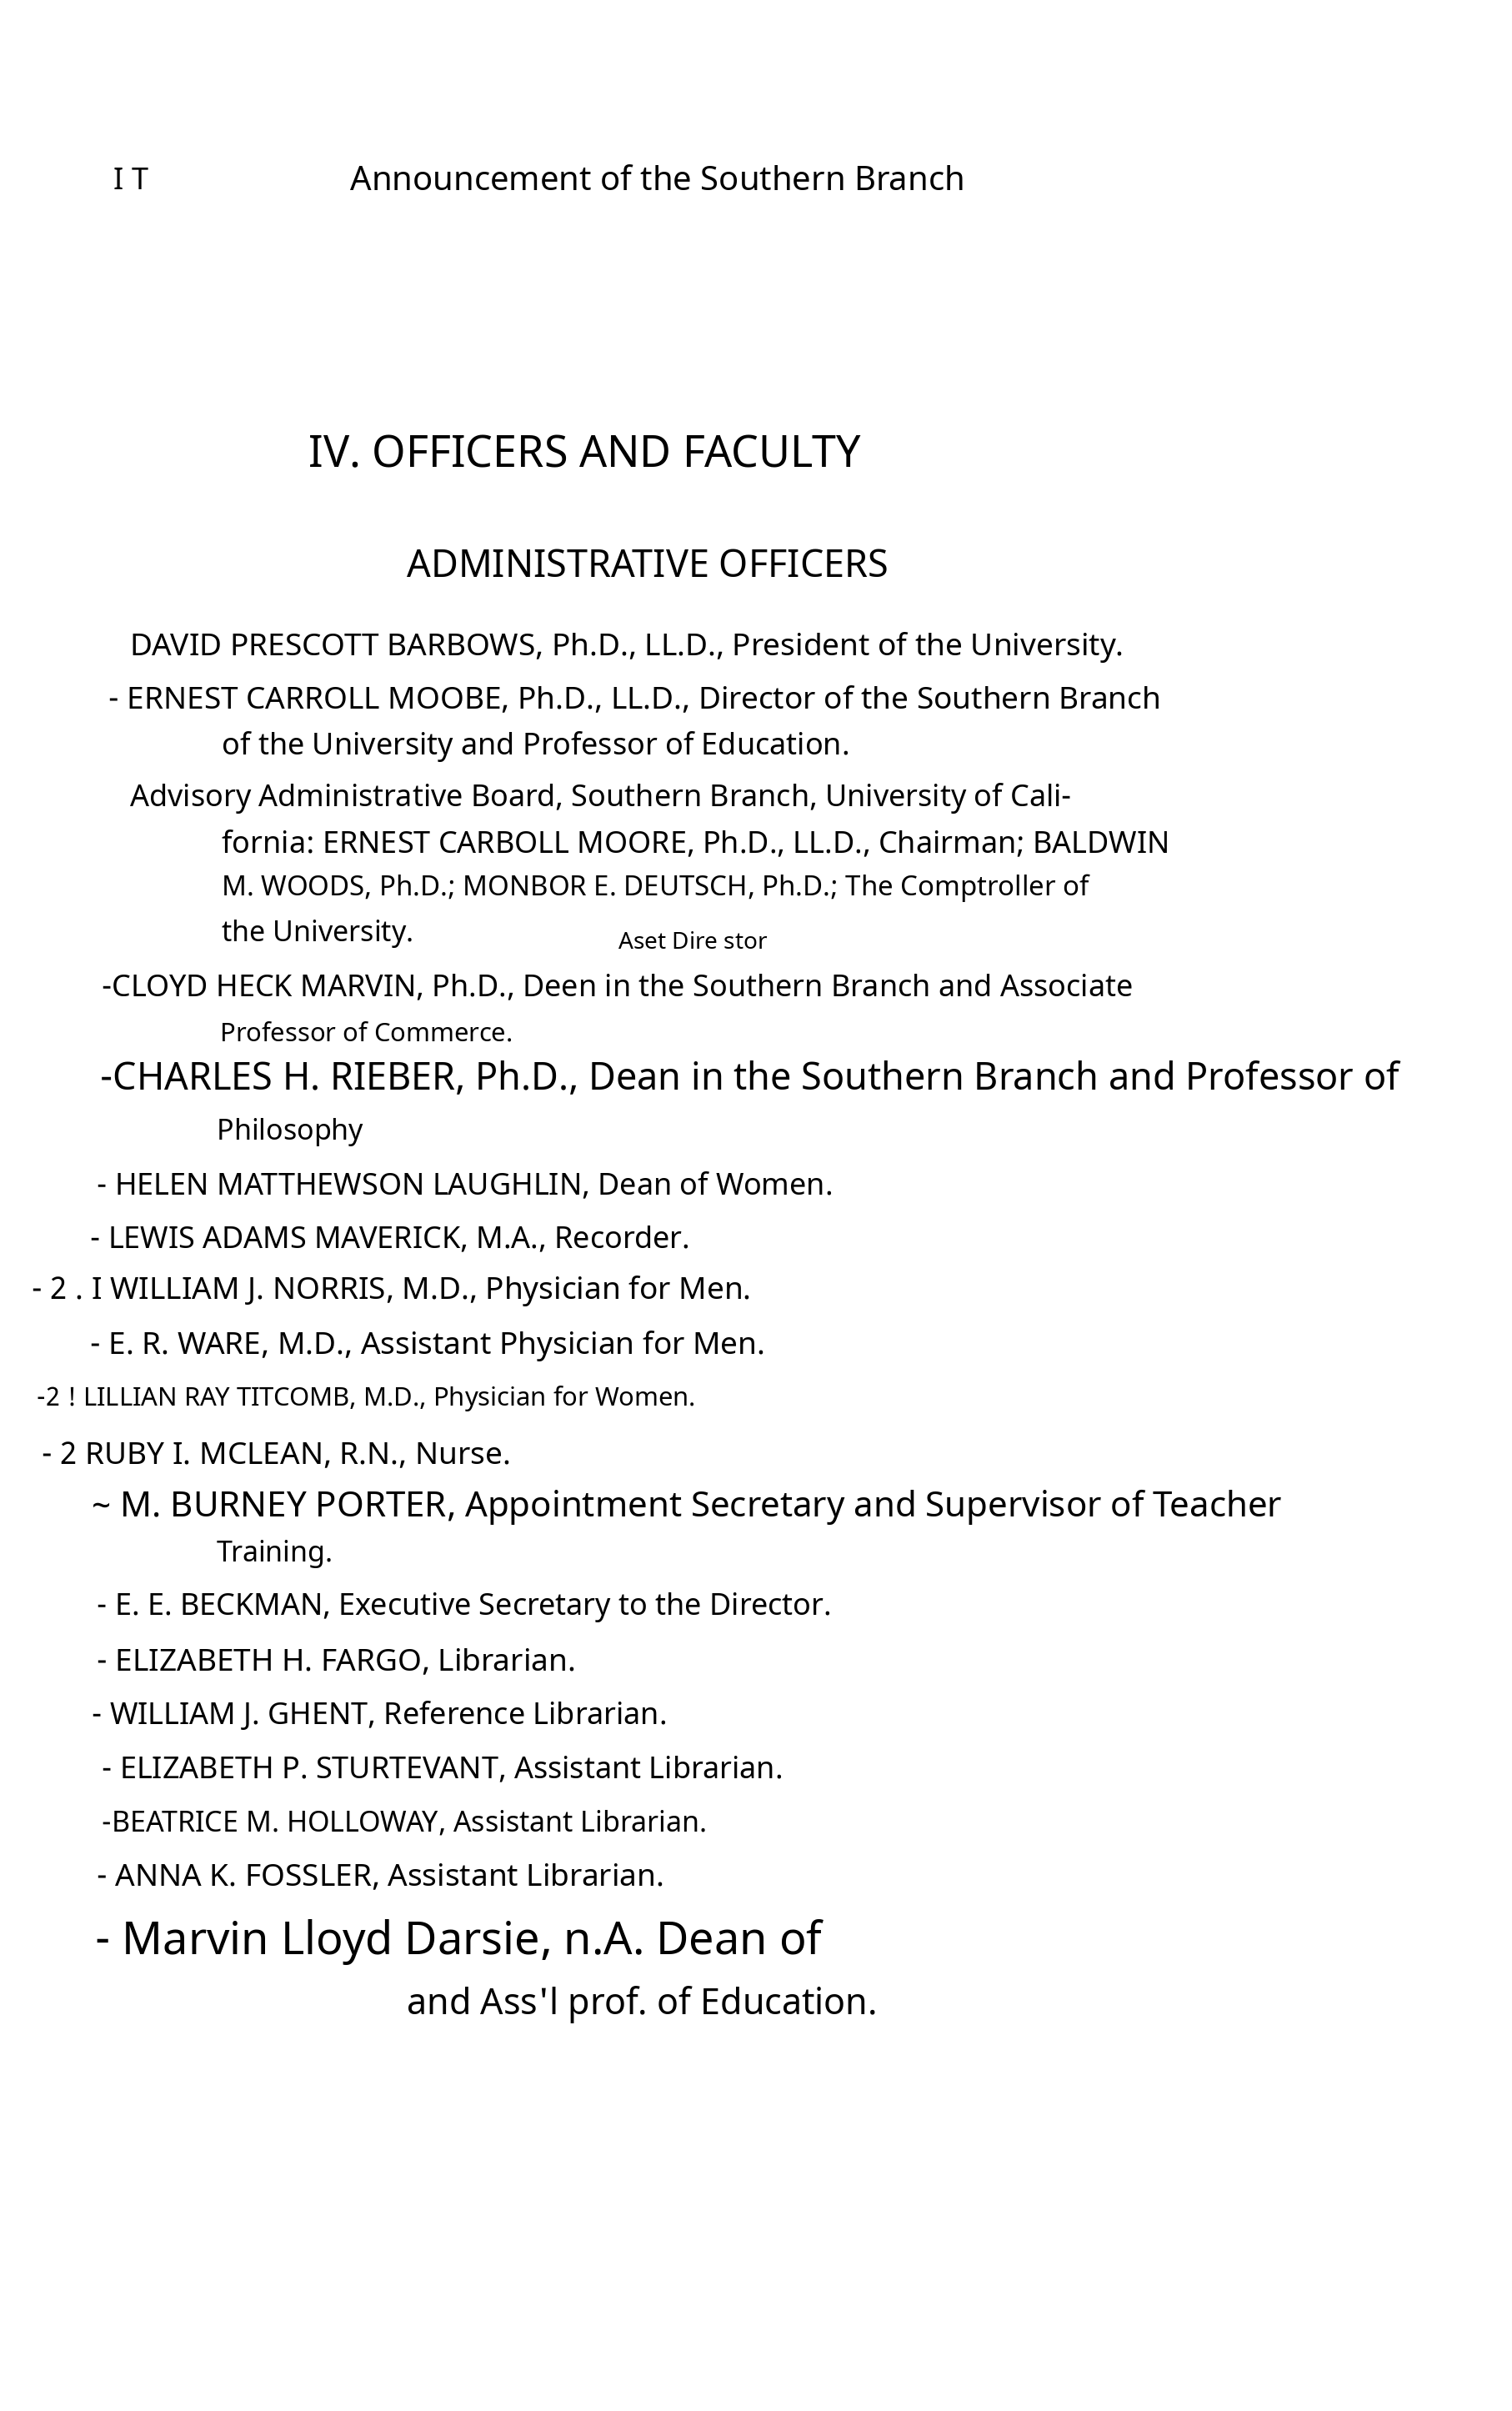 I T Announcement of the Southern Branch
IV. OFFICERS AND FACULTY
ADMINISTRATIVE OFFICERS
DAVID PRESCOTT BARBOWS, Ph.D., LL.D., President of the University.
- ERNEST CARROLL MOOBE, Ph.D., LL.D., Director of the Southern Branch
of the University and Professor of Education.
Advisory Administrative Board, Southern Branch, University of Cali-
fornia: ERNEST CARBOLL MOORE, Ph.D., LL.D., Chairman; BALDWIN
M. WOODS, Ph.D.; MONBOR E. DEUTSCH, Ph.D.; The Comptroller of
the University.
Aset Dire stor
-CLOYD HECK MARVIN, Ph.D., Deen in the Southern Branch and Associate
Professor of Commerce.
-CHARLES H. RIEBER, Ph.D., Dean in the Southern Branch and Professor of
Philosophy
- HELEN MATTHEWSON LAUGHLIN, Dean of Women.
- LEWIS ADAMS MAVERICK, M.A., Recorder.
- 2 . I WILLIAM J. NORRIS, M.D., Physician for Men.
- E. R. WARE, M.D., Assistant Physician for Men.
-2 ! LILLIAN RAY TITCOMB, M.D., Physician for Women.
- 2 RUBY I. MCLEAN, R.N., Nurse.
~ M. BURNEY PORTER, Appointment Secretary and Supervisor of Teacher
Training.
- E. E. BECKMAN, Executive Secretary to the Director.
- ELIZABETH H. FARGO, Librarian.
- WILLIAM J. GHENT, Reference Librarian.
- ELIZABETH P. STURTEVANT, Assistant Librarian.
-BEATRICE M. HOLLOWAY, Assistant Librarian.
- ANNA K. FOSSLER, Assistant Librarian.
- Marvin Lloyd Darsie, n.A. Dean of
and Ass'l prof. of Education.